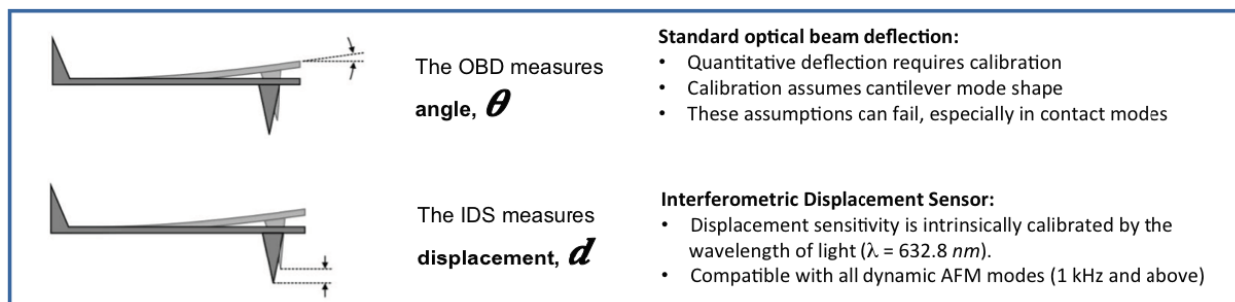 The OBD measures
angle, θ
Standard optical beam deflection:
• Quantitative deflection requires calibration
• Calibration assumes cantilever mode shape
• These assumptions can fail, especially in contact modes
The IDS measures
displacement, d
Interferometric Displacement Sensor:
• Displacement sensitivity is intrinsically calibrated by the
wavelength of light (λ = 632.8 nm).
• Compatible with all dynamic AFM modes (1 kHz and above)